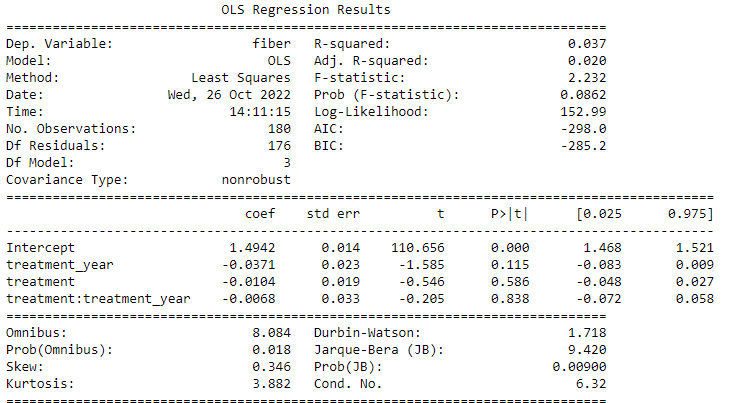 OLS Regression Results
==============================================================================
Dep. Variable:                  fiber   R-squared:                       0.037
Model:                            OLS   Adj. R-squared:                  0.020
Method:                 Least Squares   F-statistic:                     2.232
Date:                Wed, 26 Oct 2022   Prob (F-statistic):             0.0862
Time:                        14:11:15   Log-Likelihood:                 152.99
No. Observations:                 180   AIC:                            -298.0
Df Residuals:                     176   BIC:                            -285.2
Df Model:                           3
Covariance Type:            nonrobust
============================================================================================
                               coef    std err          t      P>|t|      [0.025      0.975]
--------------------------------------------------------------------------------------------
Intercept                    1.4942      0.014    110.656      0.000       1.468       1.521
treatment_year              -0.0371      0.023     -1.585      0.115      -0.083       0.009
treatment                   -0.0104      0.019     -0.546      0.586      -0.048       0.027
treatment:treatment_year    -0.0068      0.033     -0.205      0.838      -0.072       0.058
==============================================================================
Omnibus:                        8.084   Durbin-Watson:                   1.718
Prob(Omnibus):                  0.018   Jarque-Bera (JB):                9.420
Skew:                           0.346   Prob(JB):                      0.00900
Kurtosis:                       3.882   Cond. No.                         6.32
==============================================================================